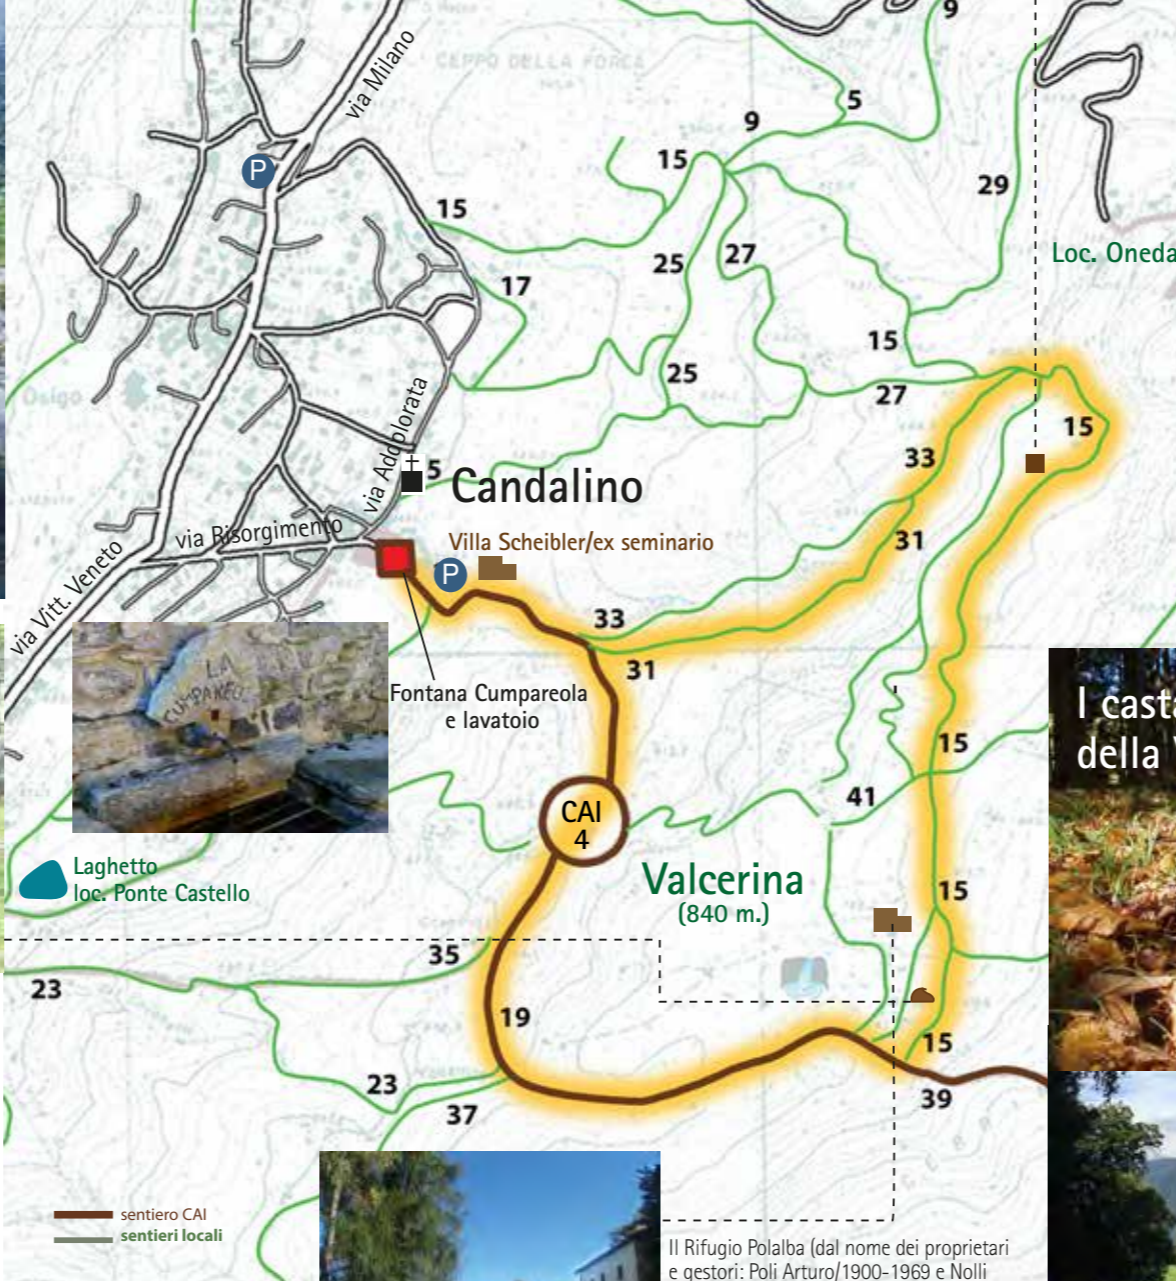 9
via Milano
CEPPO DELLA FORCA
5
9
15
29
15
25
27
Loc. Oneda
17
15
25
27
Osigo
15
via Addolorata
33
5
Candalino
31
via Risorgimento
Villa Scheibler/ex seminario
P
P
via Vitt. Veneto
33
31
LA
CUMPAREO
Fontana Cumpareola
e lavatoio
I casta
della V
15
41
CAI
4
Laghetto
loc. Ponte Castello
Valcerina
(840 m.)
15
35
23
19
15
23
37
39
sentiero CAI
sentieri locali
Il Rifugio Polalba (dal nome dei proprietari
e gestori: Poli Arturo/1900-1969 e Nolli